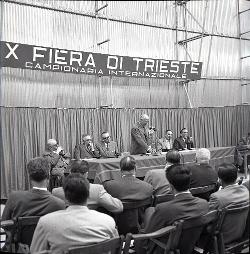 X FIERA DI TRIESTE
CAMPIONARIA INTERNAZIONALE